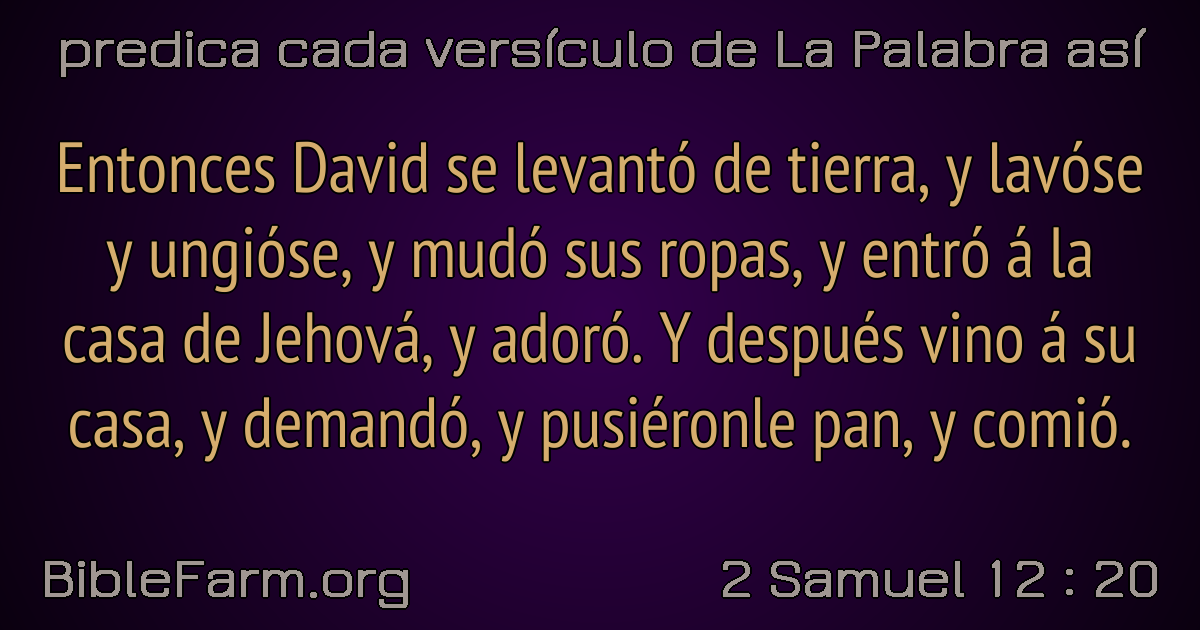 predica cada versículo de La Palabra así
Entonces David se levantó de tierra, y lavóse
y ungióse, y mudó sus ropas, y entró á la
casa de Jehová, y adoró. Y después vino á su
casa, y demandó, y pusiéronle pan, y comió.
BibleFarm.org
2 Samuel 12 : 20